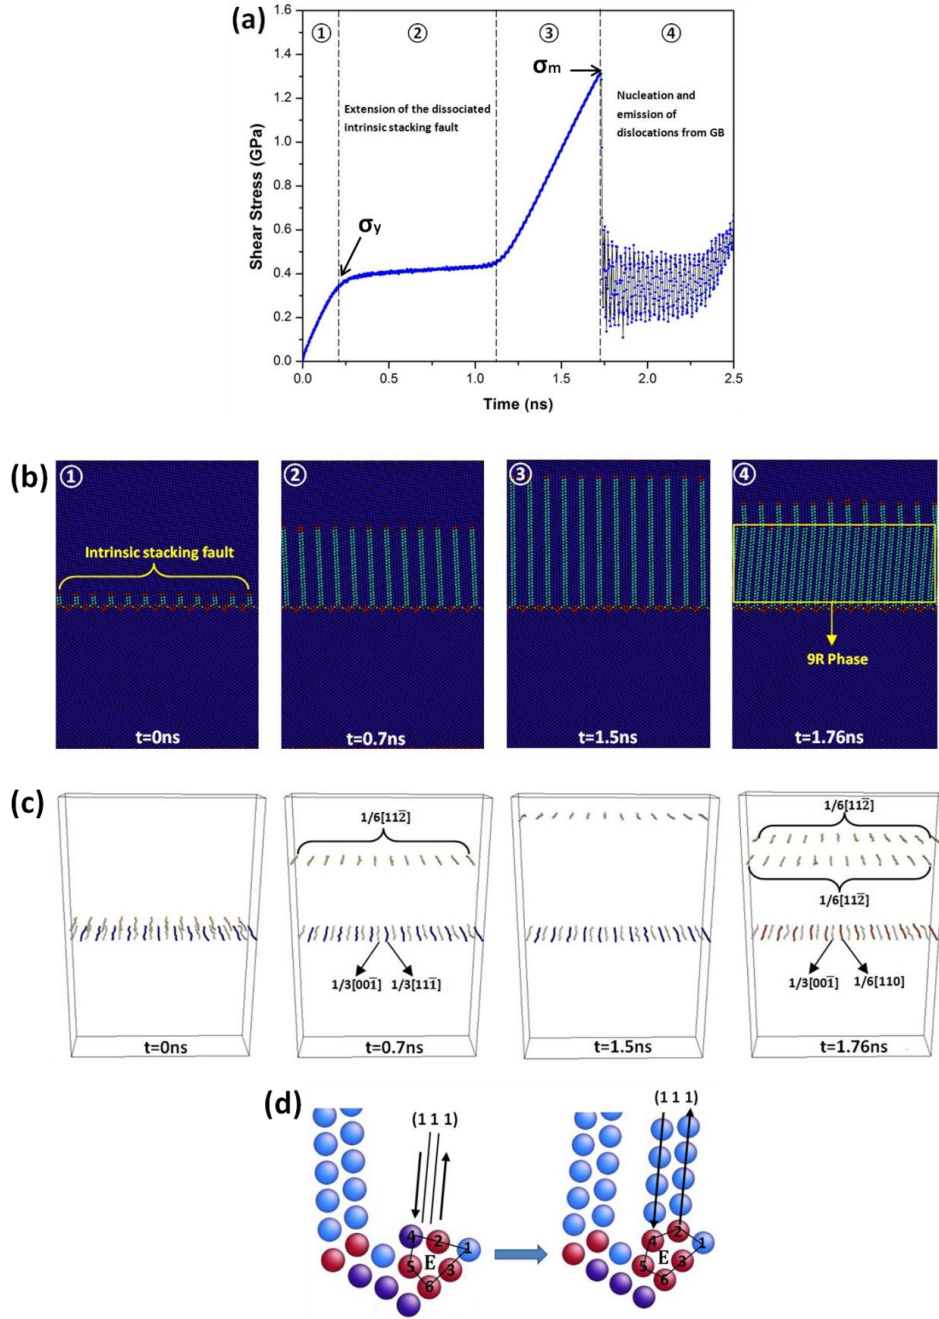 (a)
1.6
1.4
1.2
1.0
0.8
0.6
0.4
0.2
0.0
Shear Stress (GPa)
① ② ③ ④
σm
Extension of the dissociated
intrinsic stacking fault
Nucleation and
emission of
dislocations from GB
σy
0.0 0.5 1.0 1.5 2.0 2.5
Time (ns)
(b)
① ② ③ ④
Intrinsic stacking fault
9R Phase
t=0ns t=0.7ns t=1.5ns t=1.76ns
(c)
1/6[112̄] 1/6[112̄]
1/6[112̄]
1/3[001̄] 1/3[111̄] 1/3[001̄] 1/6[110]
t=0ns t=0.7ns t=1.5ns t=1.76ns
(d)
(1 1 1) (1 1 1)
4 2 1 E 5 3 6
4 2 1 E 5 3 6